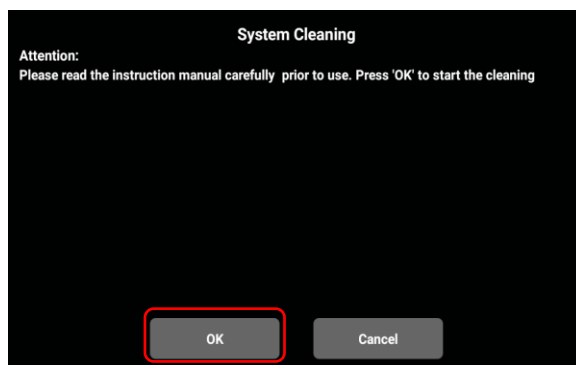 System Cleaning
Attention:
Please read the instruction manual carefully prior to use. Press 'OK' to start the cleaning
OK
Cancel